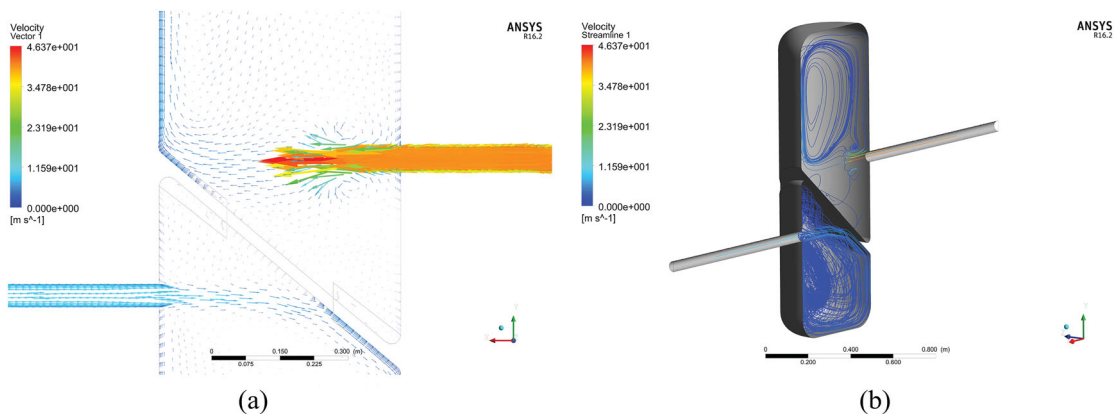 Velocity
Vector 1
4.637e+001
3.478e+001
2.319e+001
1.159e+001
0.000e+000
[m s^-1]
ANSYS
R16.2
0 0.150 0.300 (m)
0.075 0.225
(a)
Velocity
Streamline 1
4.637e+001
3.478e+001
2.319e+001
1.159e+001
0.000e+000
[m s^-1]
ANSYS
R16.2
0 0.400 0.800 (m)
0.200 0.600
(b)